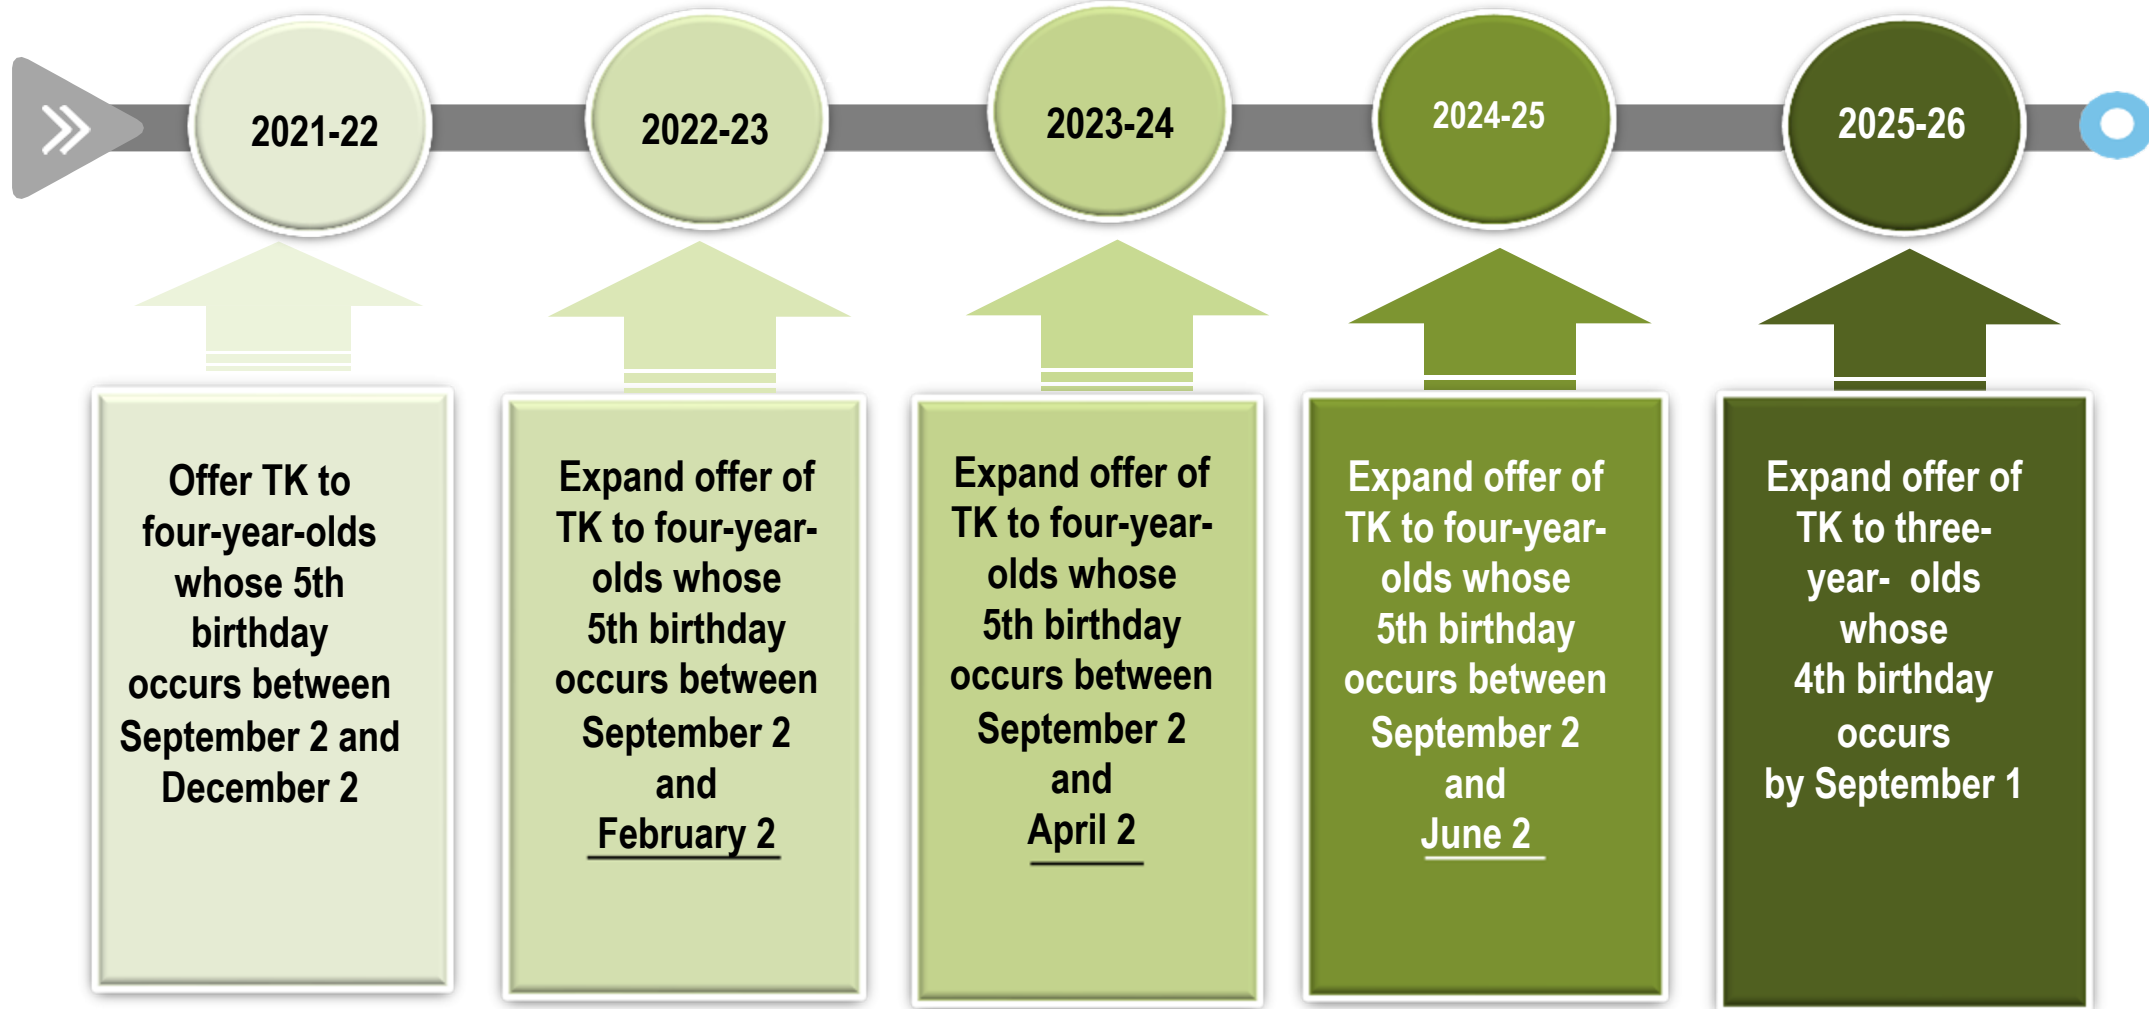 2021-22
2022-23
2023-24
2024-25
2025-26
Offer TK to
four-year-olds
whose 5th
birthday
occurs between
September 2 and
December 2
Expand offer of
TK to four-year-
olds whose
5th birthday
occurs between
September 2
and
February 2
Expand offer of
TK to four-year-
olds whose
5th birthday
occurs between
September 2
and
April 2
Expand offer of
TK to four-year-
olds whose
5th birthday
occurs between
September 2
and
June 2
Expand offer of
TK to three-
year- olds
whose
4th birthday
occurs
by September 1